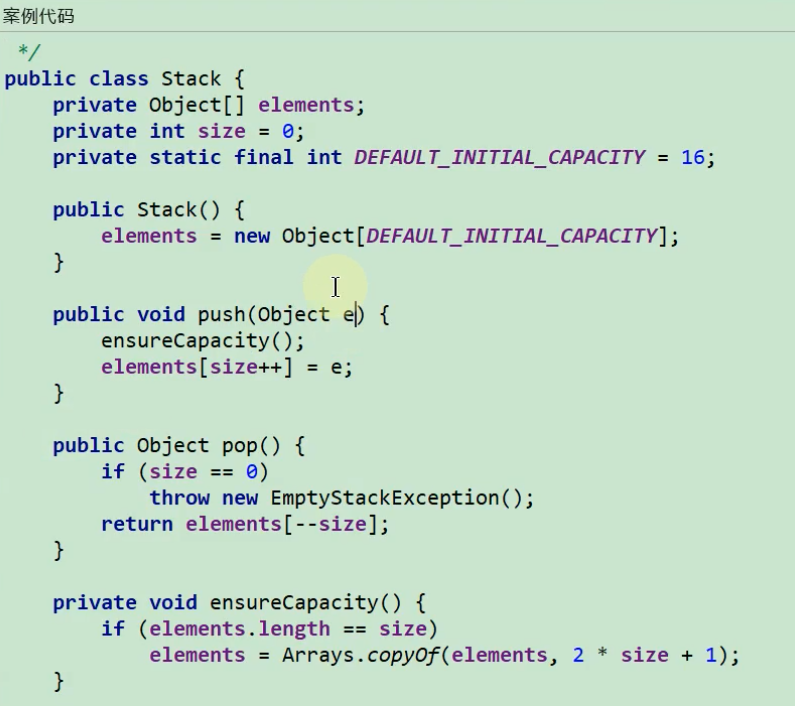 案例代码
*/
public class Stack {
    private Object[] elements;
    private int size = 0;
    private static final int DEFAULT_INITIAL_CAPACITY = 16;
    public Stack() {
        elements = new Object[DEFAULT_INITIAL_CAPACITY];
    }
    public void push(Object e) {
        ensureCapacity();
        elements[size++] = e;
    }
    public Object pop() {
        if (size == 0)
            throw new EmptyStackException();
        return elements[--size];
    }
    private void ensureCapacity() {
        if (elements.length == size)
            elements = Arrays.copyOf(elements, 2 * size + 1);
    }